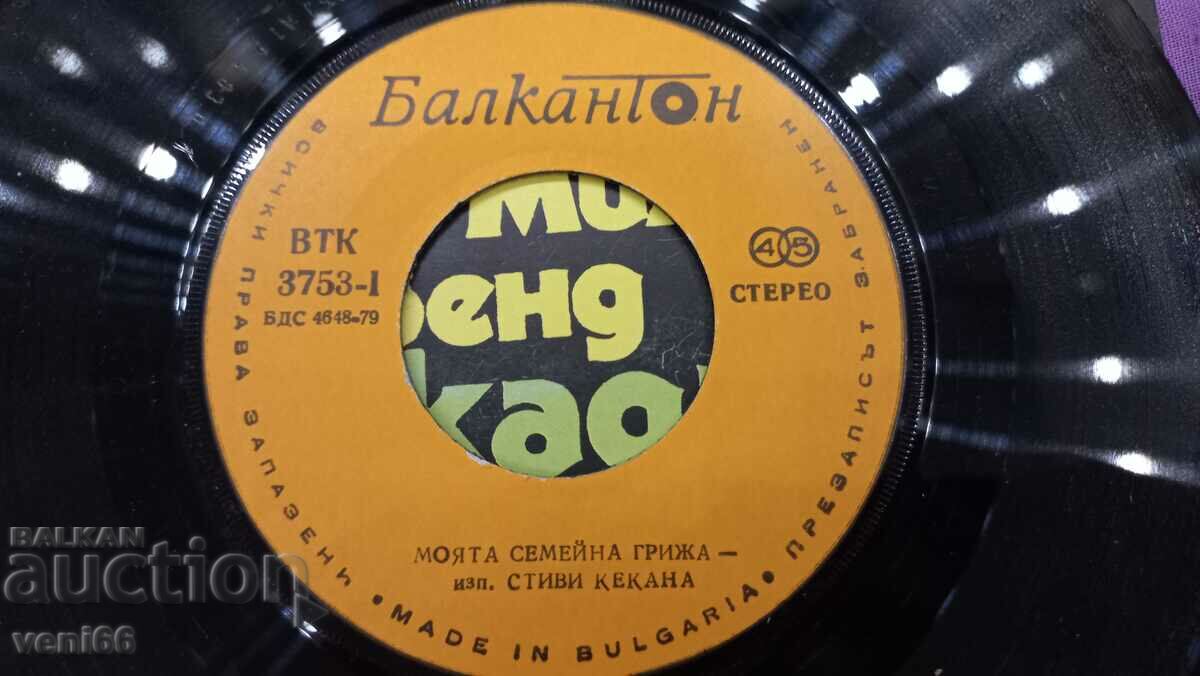 Балкантон
ВСИЧКИ ПРАВА ЗАПАЗЕНИ • MADE IN BULGARIA • ПРЕЗАПИСЪТ ЗАБРАНЕН
ВТК
3753-1
БДС 4648-79
45
СТЕРЕО
МОЯТА СЕМЕЙНА ГРИЖА —
изп. СТИВИ КЕКАНА
BALKAN
auction
veni66